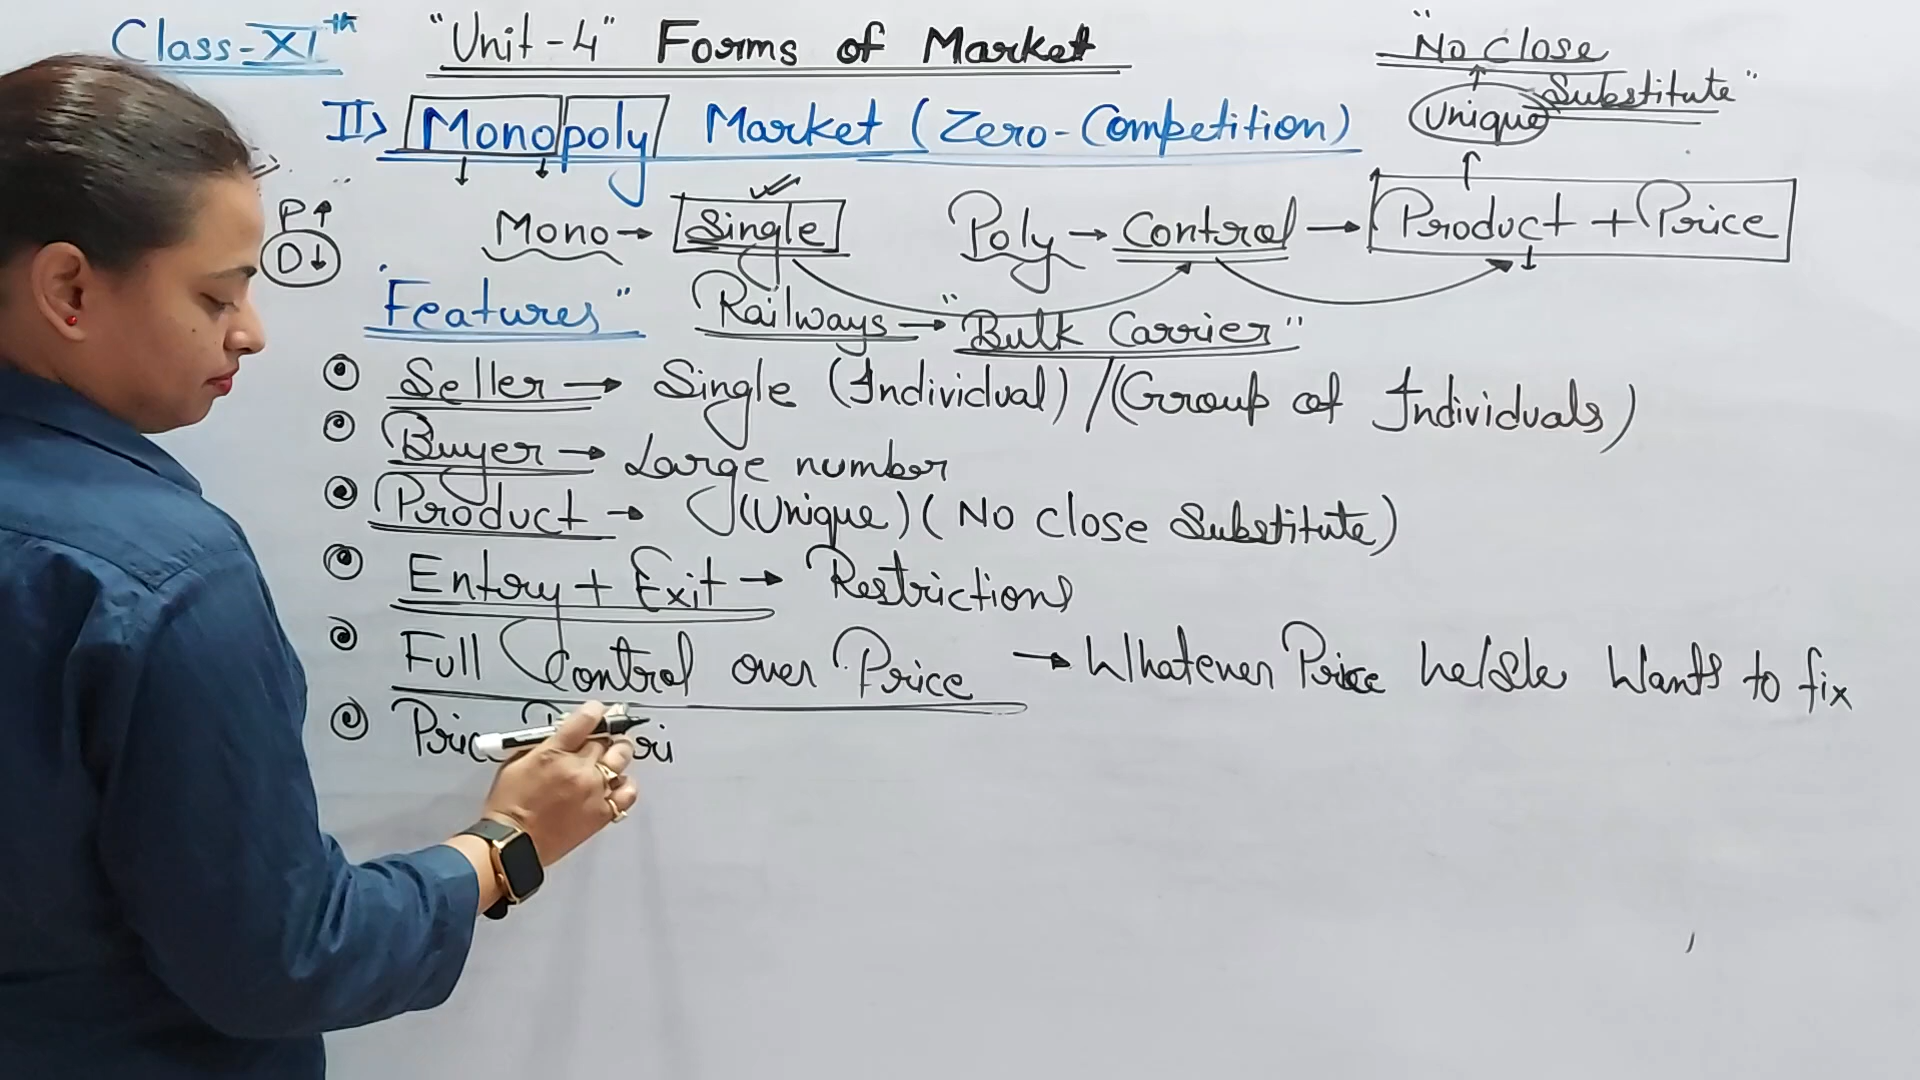 Class-XIth "Unit-4" Forms of Market
"No Close Substitute"
Unique
II> Monopoly Market (Zero-Competition)
P↑
D↓
Mono → Single ✓ Poly → Control → Product + Price
"Features" Railways → "Bulk Carrier"
Seller → Single (Individual) / (Group of Individuals)
Buyer → Large number
Product → (Unique) (No close Substitute)
Entry + Exit → Restrictions
Full Control over Price → Whatever Price he/she Wants to fix